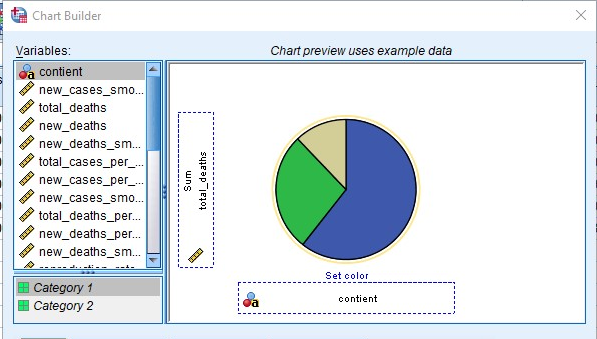 Chart Builder
Variables:
Chart preview uses example data
contient
new_cases_smo...
total_deaths
new_deaths
new_deaths_sm...
total_cases_per_...
new_cases_per_...
new_cases_smo...
total_deaths_per...
new_deaths_per...
new_deaths_sm...
Category 1
Category 2
Sum
total_deaths
Set color
contient